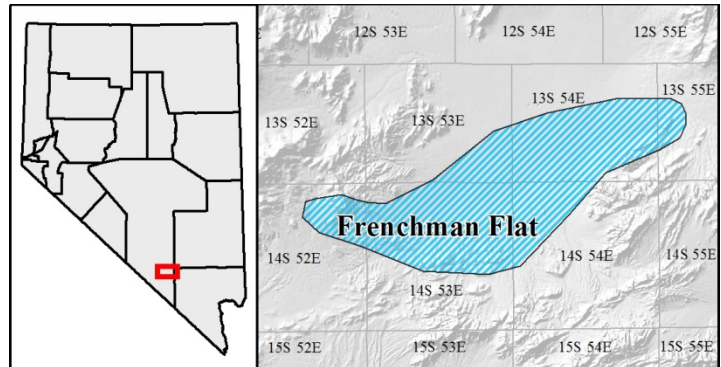 12S 53E
12S 54E
12S 55E
13S 52E
13S 53E
13S 54E
13S 55E
Frenchman Flat
14S 52E
14S 53E
14S 54E
14S 55E
15S 52E
15S 53E
15S 54E
15S 55E